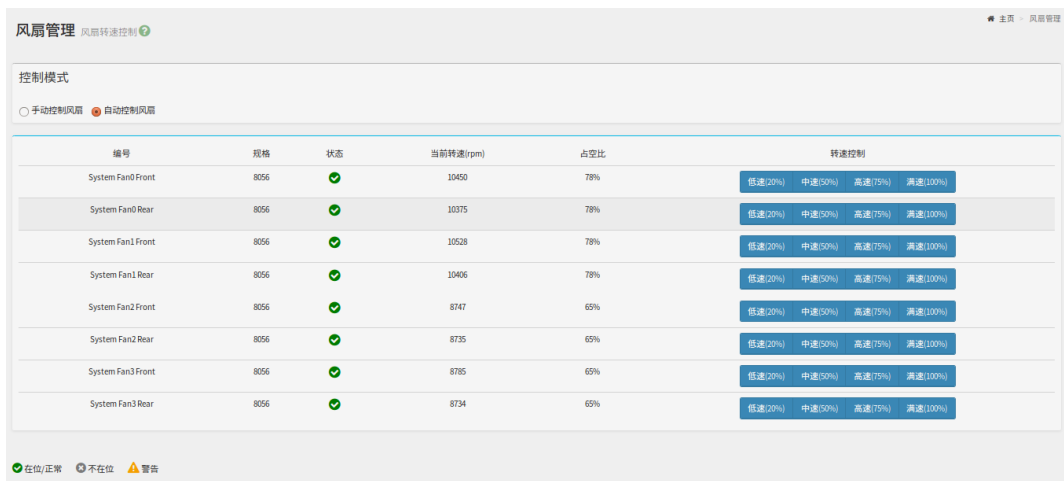 风扇管理 风扇转速控制
主页 > 风扇管理
控制模式
手动控制风扇 自动控制风扇
编号 规格 状态 当前转速(rpm) 占空比 转速控制
System Fan0 Front 8056 10450 78% 低速(20%) 中速(50%) 高速(75%) 满速(100%)
System Fan0 Rear 8056 10375 78% 低速(20%) 中速(50%) 高速(75%) 满速(100%)
System Fan1 Front 8056 10528 78% 低速(20%) 中速(50%) 高速(75%) 满速(100%)
System Fan1 Rear 8056 10406 78% 低速(20%) 中速(50%) 高速(75%) 满速(100%)
System Fan2 Front 8056 8747 65% 低速(20%) 中速(50%) 高速(75%) 满速(100%)
System Fan2 Rear 8056 8735 65% 低速(20%) 中速(50%) 高速(75%) 满速(100%)
System Fan3 Front 8056 8785 65% 低速(20%) 中速(50%) 高速(75%) 满速(100%)
System Fan3 Rear 8056 8734 65% 低速(20%) 中速(50%) 高速(75%) 满速(100%)
在位/正常 不在位 警告